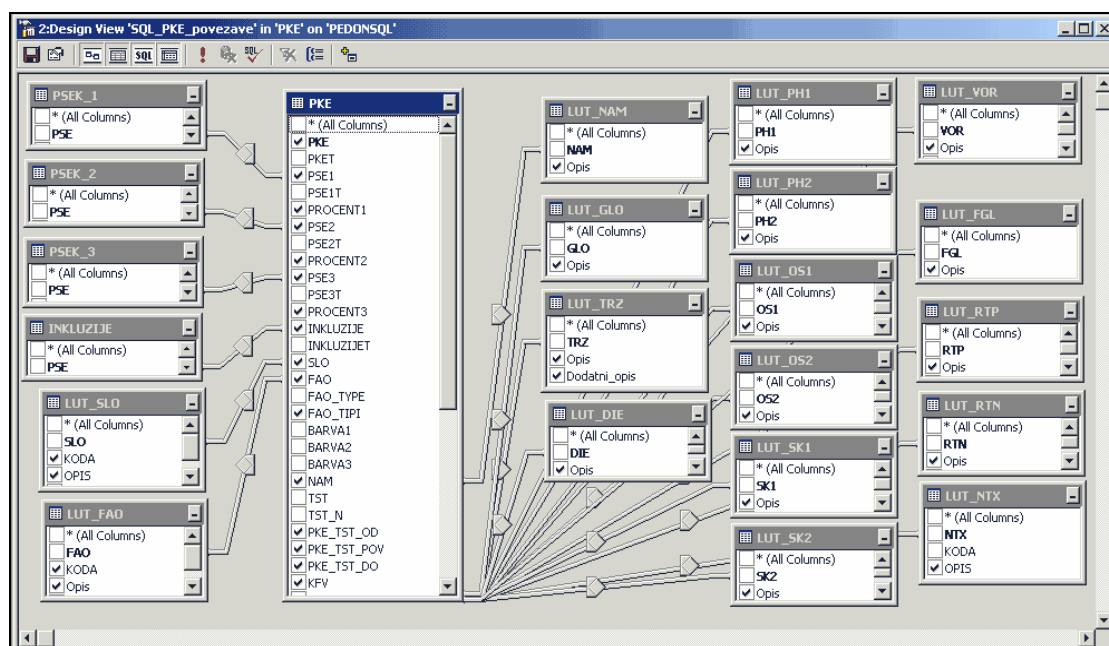 2:Design View 'SQL_PKE_povezave' in 'PKE' on 'PEDONSQL'
SQL
SQL
PSEK_1
* (All Columns)
PSE
PSEK_2
* (All Columns)
PSE
PSEK_3
* (All Columns)
PSE
INKLUZIJE
* (All Columns)
PSE
LUT_SLO
* (All Columns)
SLO
KODA
OPIS
LUT_FAO
* (All Columns)
FAO
KODA
Opis
PKE
* (All Columns)
PKE
PKET
PSE1
PSE1T
PROCENT1
PSE2
PSE2T
PROCENT2
PSE3
PSE3T
PROCENT3
INKLUZIJE
INKLUZIJET
SLO
FAO
FAO_TYPE
FAO_TIPI
BARVA1
BARVA2
BARVA3
NAM
TST
TST_N
PKE_TST_OD
PKE_TST_POV
PKE_TST_DO
KFV
LUT_NAM
* (All Columns)
NAM
Opis
LUT_GLO
* (All Columns)
GLO
Opis
LUT_TRZ
* (All Columns)
TRZ
Opis
Dodatni_opis
LUT_DIE
* (All Columns)
DIE
Opis
LUT_PH1
* (All Columns)
PH1
Opis
LUT_PH2
* (All Columns)
PH2
Opis
LUT_OS1
* (All Columns)
OS1
Opis
LUT_OS2
* (All Columns)
OS2
Opis
LUT_SK1
* (All Columns)
SK1
Opis
LUT_SK2
* (All Columns)
SK2
Opis
LUT_VOR
* (All Columns)
VOR
Opis
LUT_FGL
* (All Columns)
FGL
Opis
LUT_RTP
* (All Columns)
RTP
Opis
LUT_RTN
* (All Columns)
RTN
Opis
LUT_NTX
* (All Columns)
NTX
KODA
OPIS